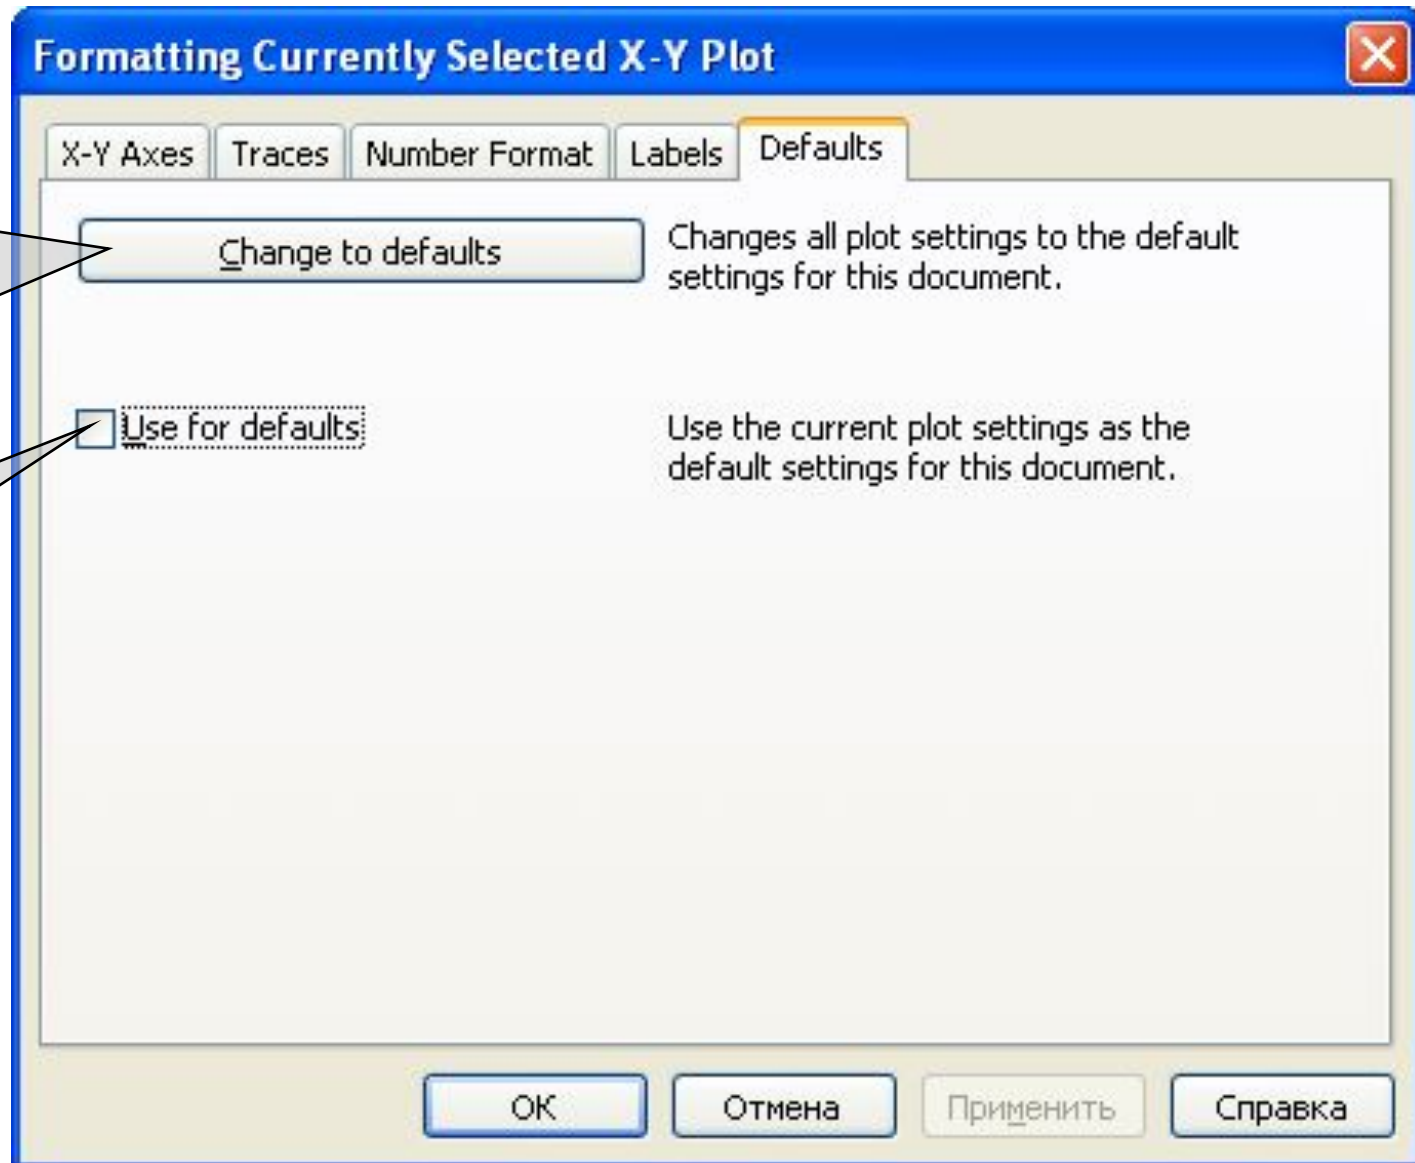 Formatting Currently Selected X-Y Plot
X-Y Axes Traces Number Format Labels Defaults
Change to defaults
Changes all plot settings to the default
settings for this document.
Use for defaults
Use the current plot settings as the
default settings for this document.
OK Отмена Применить Справка